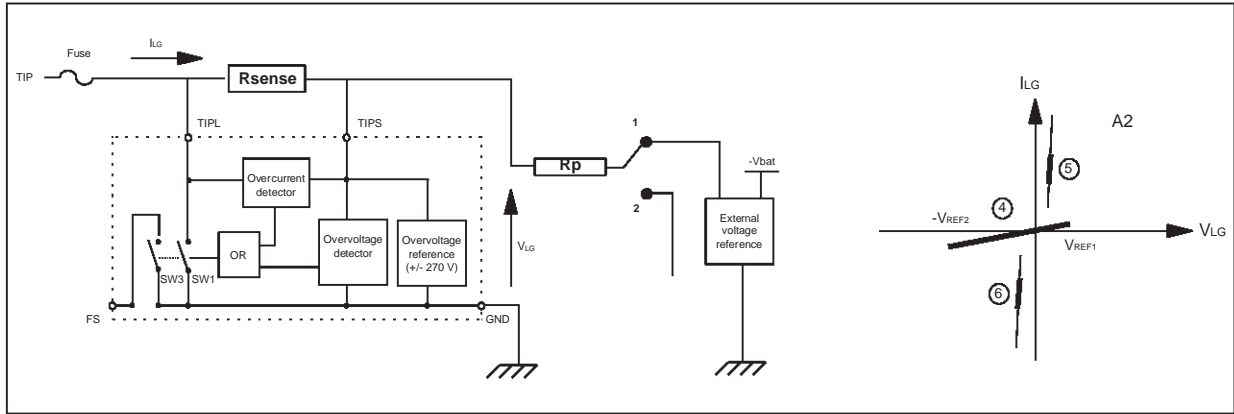 Fuse
ILG
TIP
Rsense
TIPL
TIPS
1
Rp
-Vbat
2
Overcurrent
detector
External
voltage
reference
VLG
OR
Overvoltage
detector
Overvoltage
reference
(+/- 270 V)
SW3
SW1
FS
GND
ILG
A2
5
4
-VREF2
VREF1
VLG
6